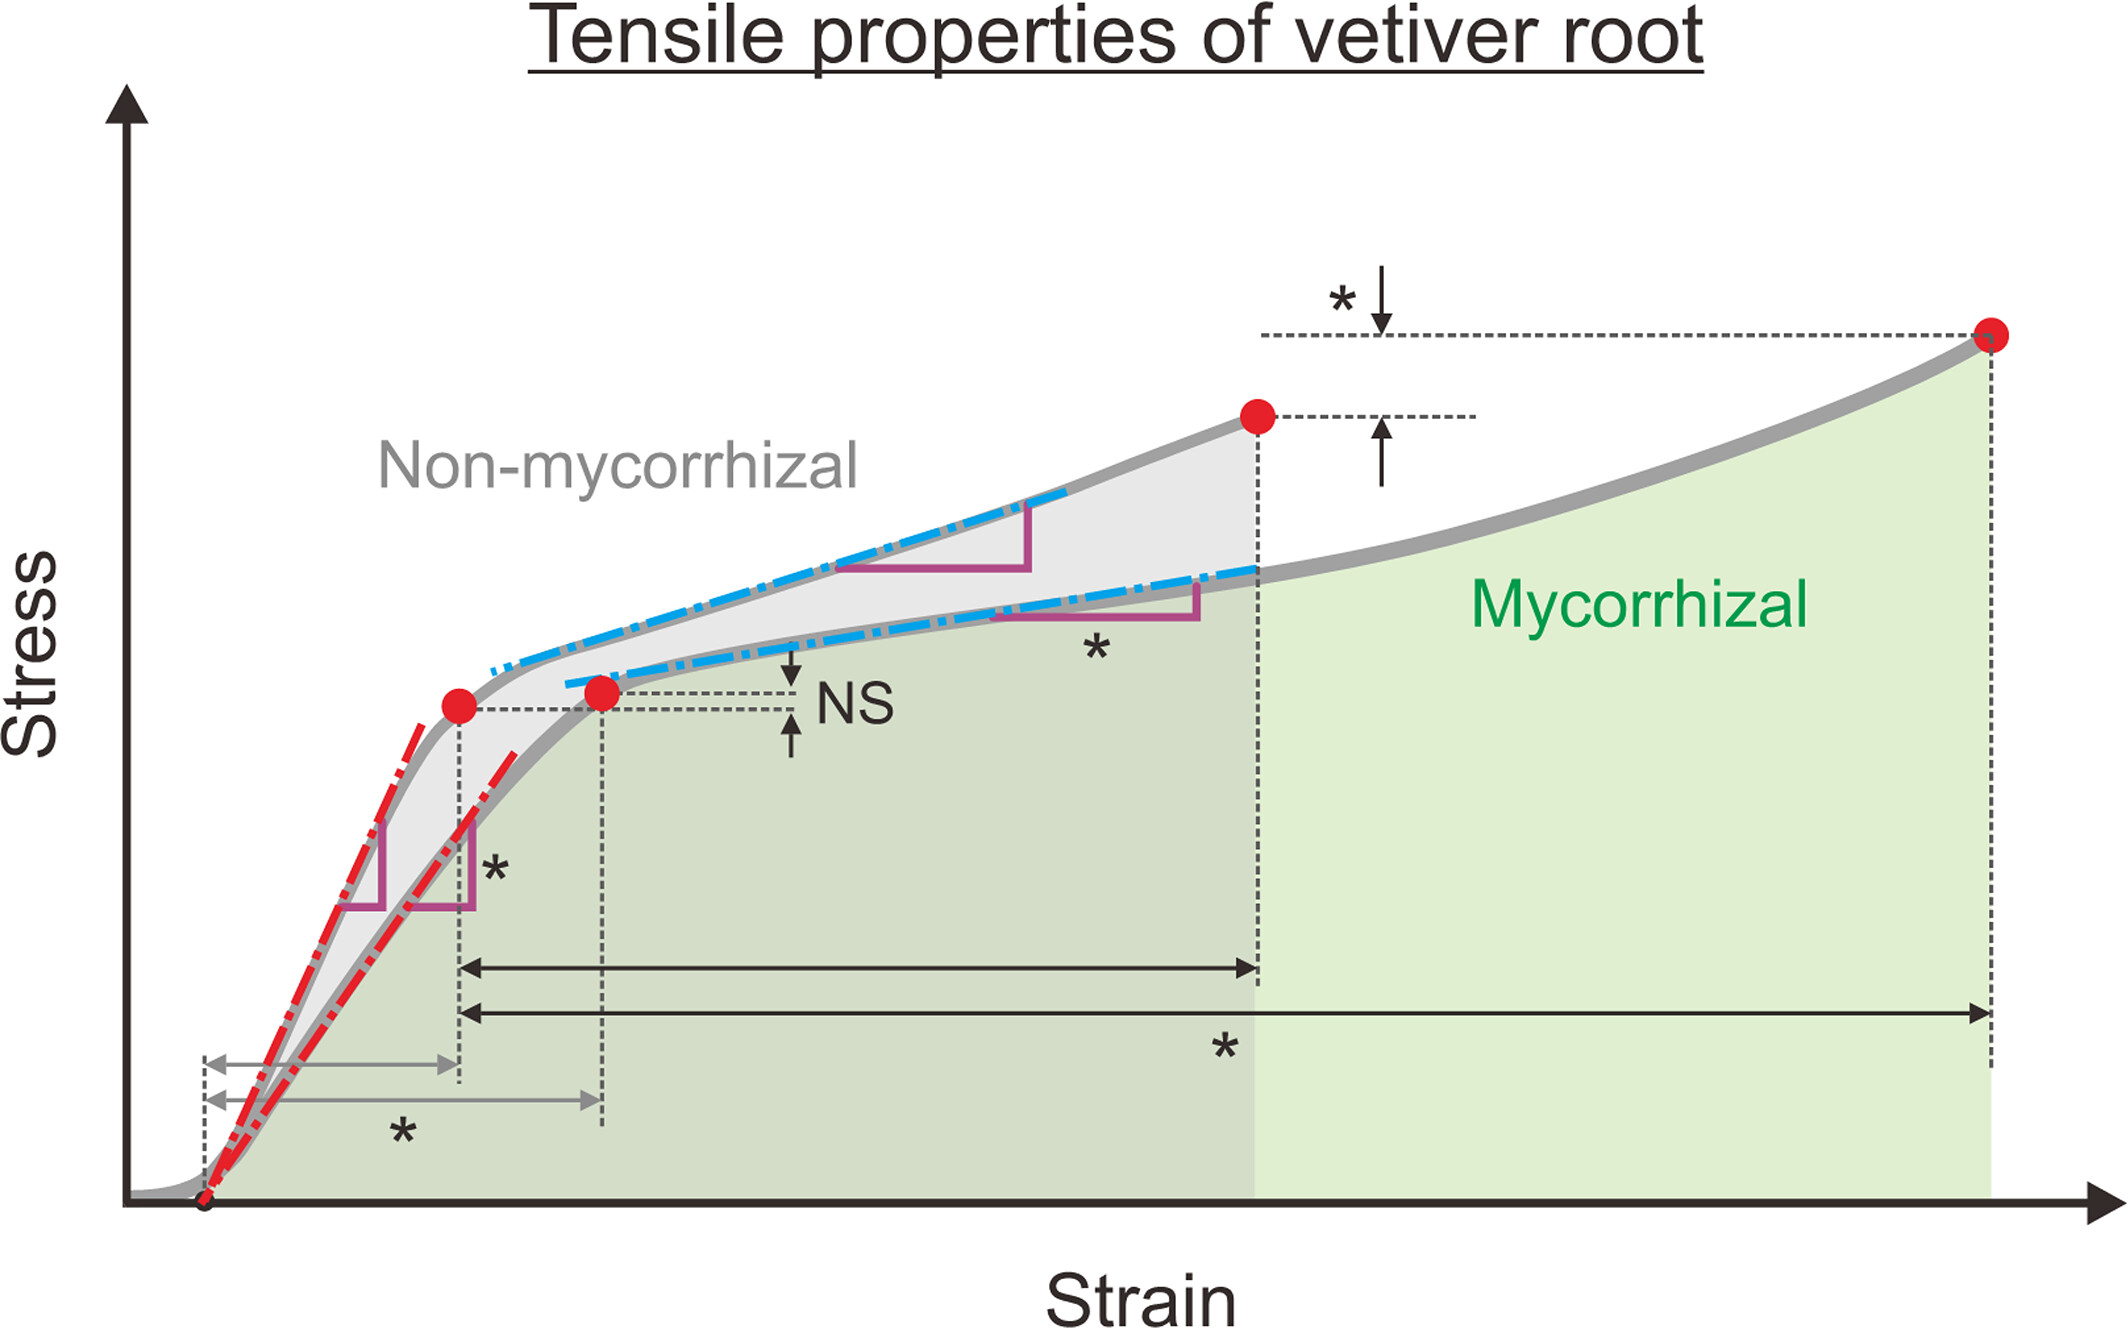 Tensile properties of vetiver root
*
Non-mycorrhizal
Mycorrhizal
*
NS
Stress
*
*
*
Strain